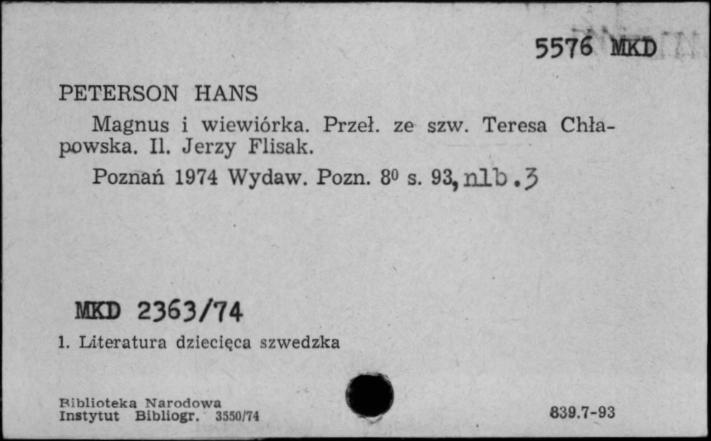 5576 MKD
PETERSON HANS
Magnus i wiewiórka. Przeł. ze szw. Teresa Chła-
powska. Il. Jerzy Flisak.
Poznań 1974 Wydaw. Pozn. 8⁰ s. 93, nlb. 3
MKD 2363/74
1. Literatura dziecięca szwedzka
Biblioteka Narodowa
Instytut Bibliogr. 3550/74
839.7-93